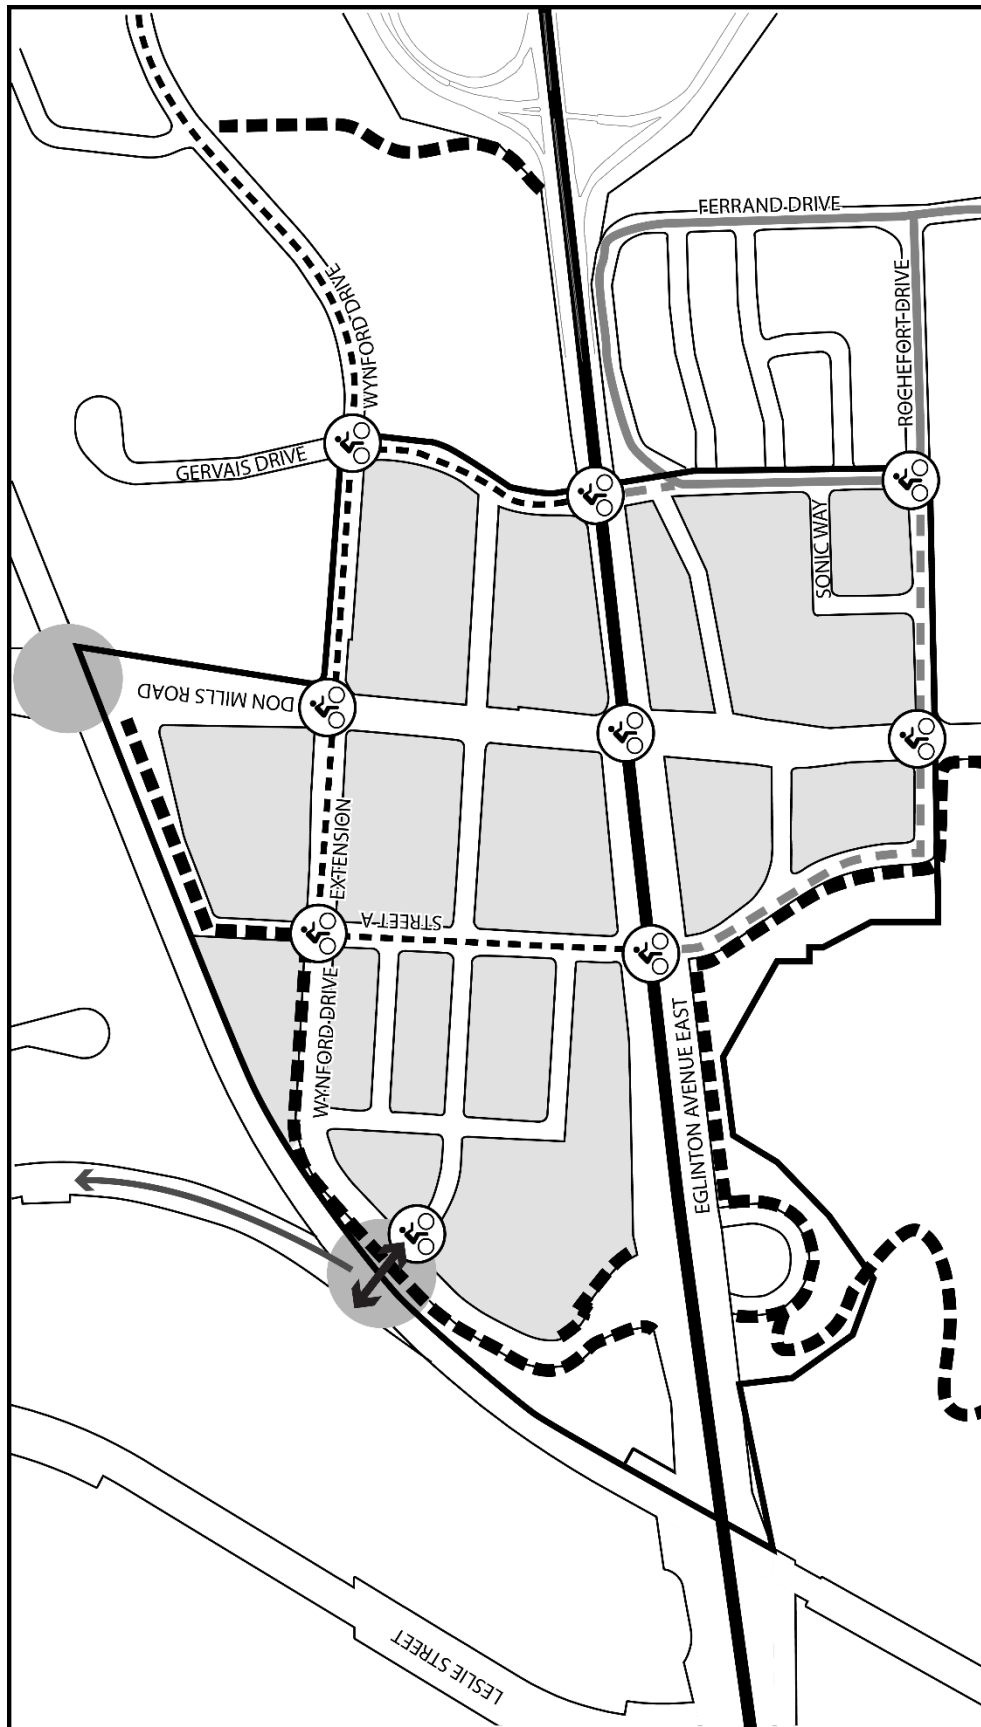 FERRAND DRIVE
WYNFORD DRIVE
ROCHEFORT DRIVE
GERVAIS DRIVE
SONIC WAY
DON MILLS ROAD
EXTENSION
STREET A
WYNFORD DRIVE
EGLINTON AVENUE EAST
LESLIE STREET